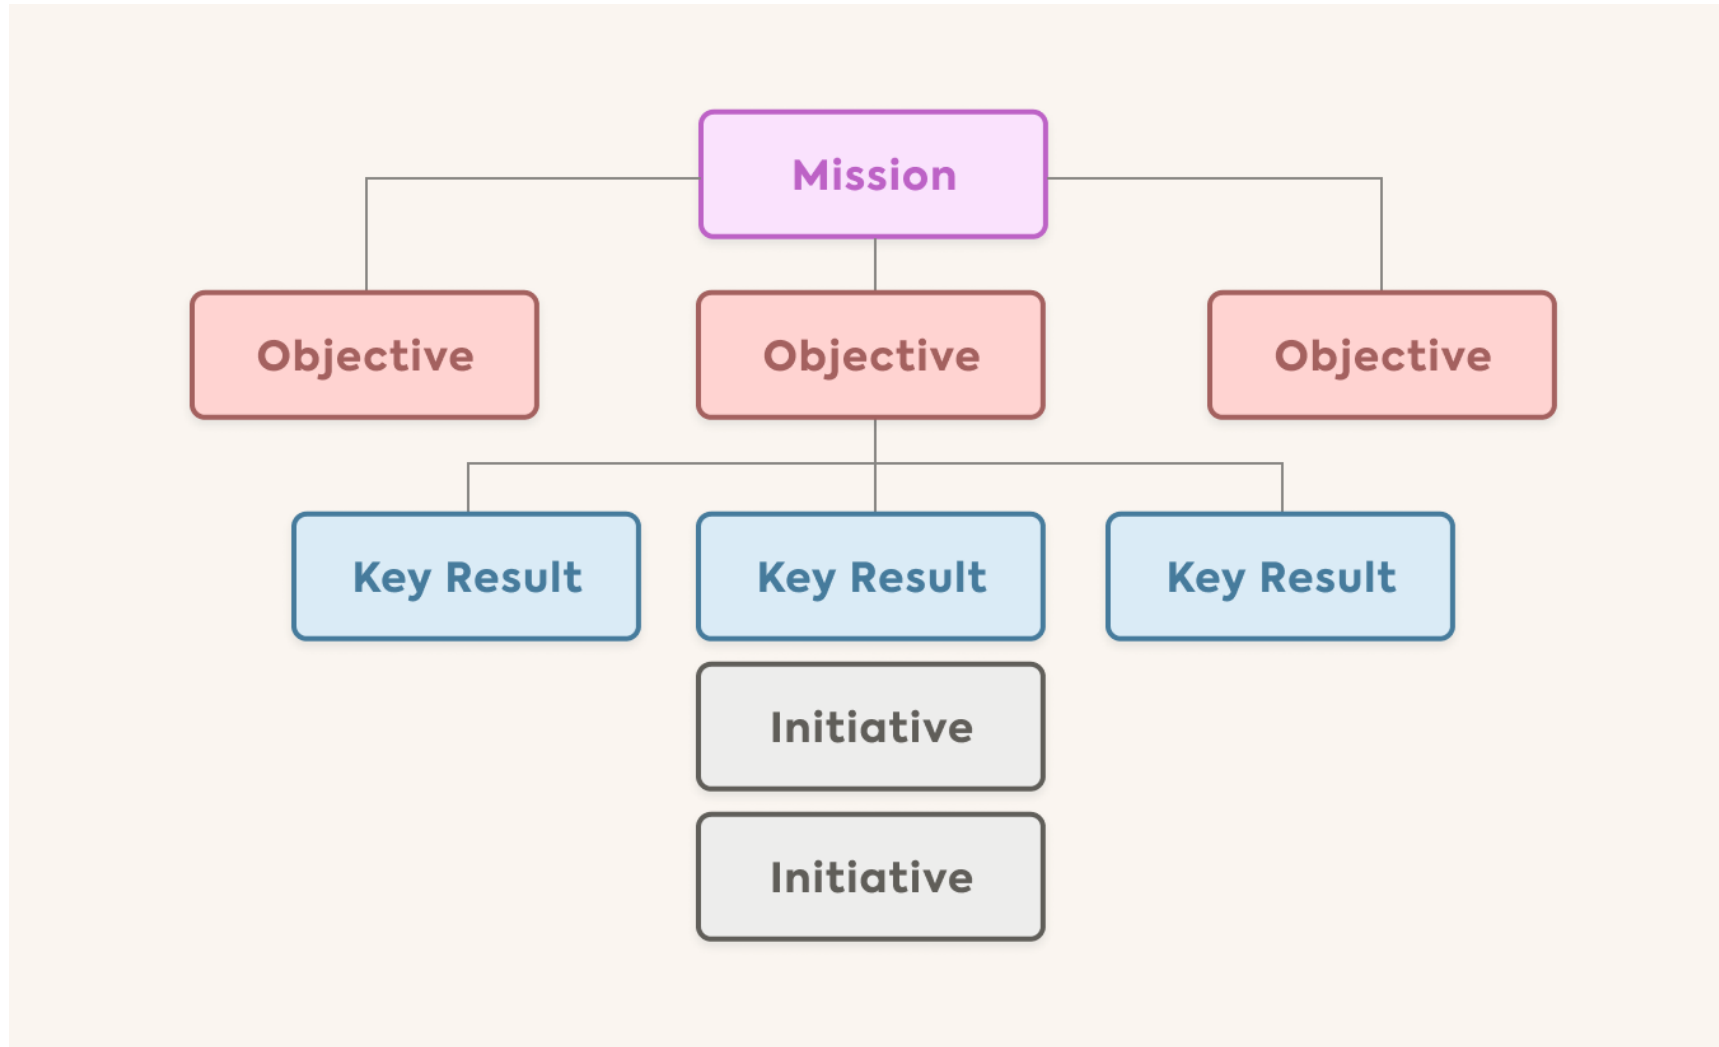 Mission
Objective
Objective
Objective
Key Result
Key Result
Key Result
Initiative
Initiative